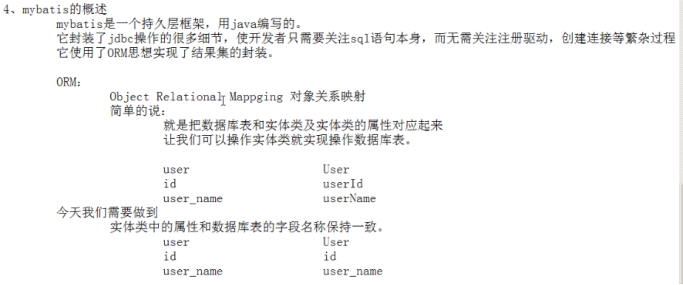 4、mybatis的概述
mybatis是一个持久层框架，用java编写的。
它封装了jdbc操作的很多细节，使开发者只需要关注sql语句本身，而无需关注注册驱动，创建连接等繁杂过程
它使用了ORM思想实现了结果集的封装。
ORM：
Object Relational Mappging 对象关系映射
简单的说：
就是把数据库表和实体类及实体类的属性对应起来
让我们可以操作实体类就实现操作数据库表。
user User
id userId
user_name userName
今天我们需要做到
实体类中的属性和数据库表的字段名称保持一致。
user User
id id
user_name user_name